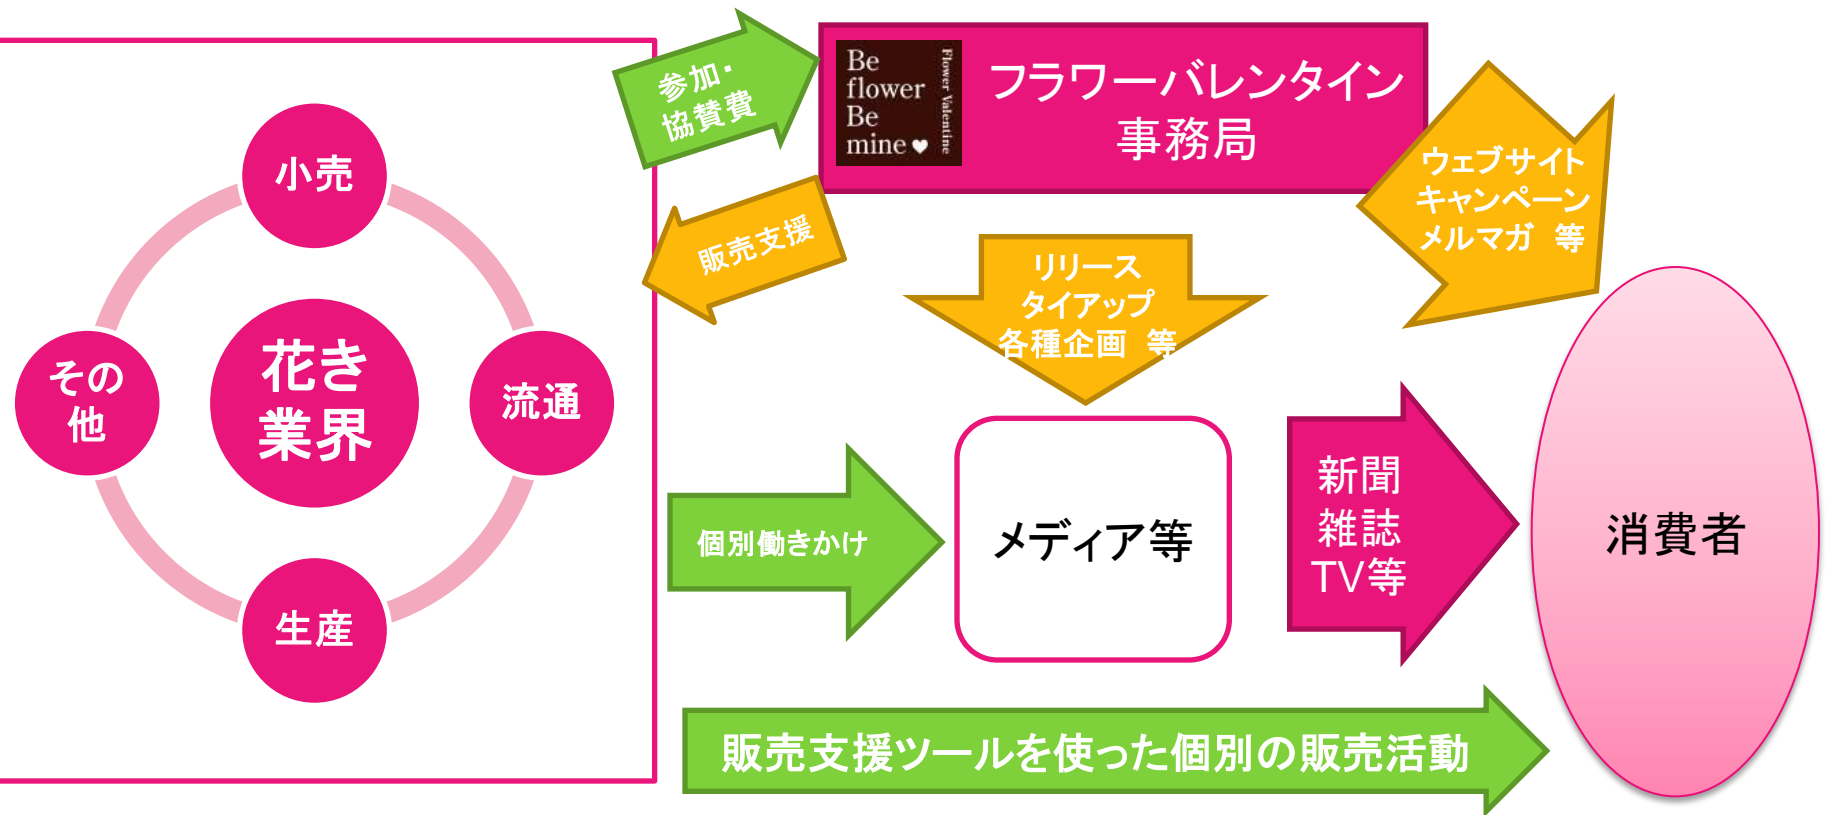 参加・
協賛費
Be
flower
Be
mine♥
Flower Valentine
フラワーバレンタイン
事務局
ウェブサイト
キャンペーン
メルマガ 等
販売支援
リリース
タイアップ
各種企画 等
小売
その
他
花き
業界
流通
生産
個別働きかけ
メディア等
新聞
雑誌
TV等
消費者
販売支援ツールを使った個別の販売活動